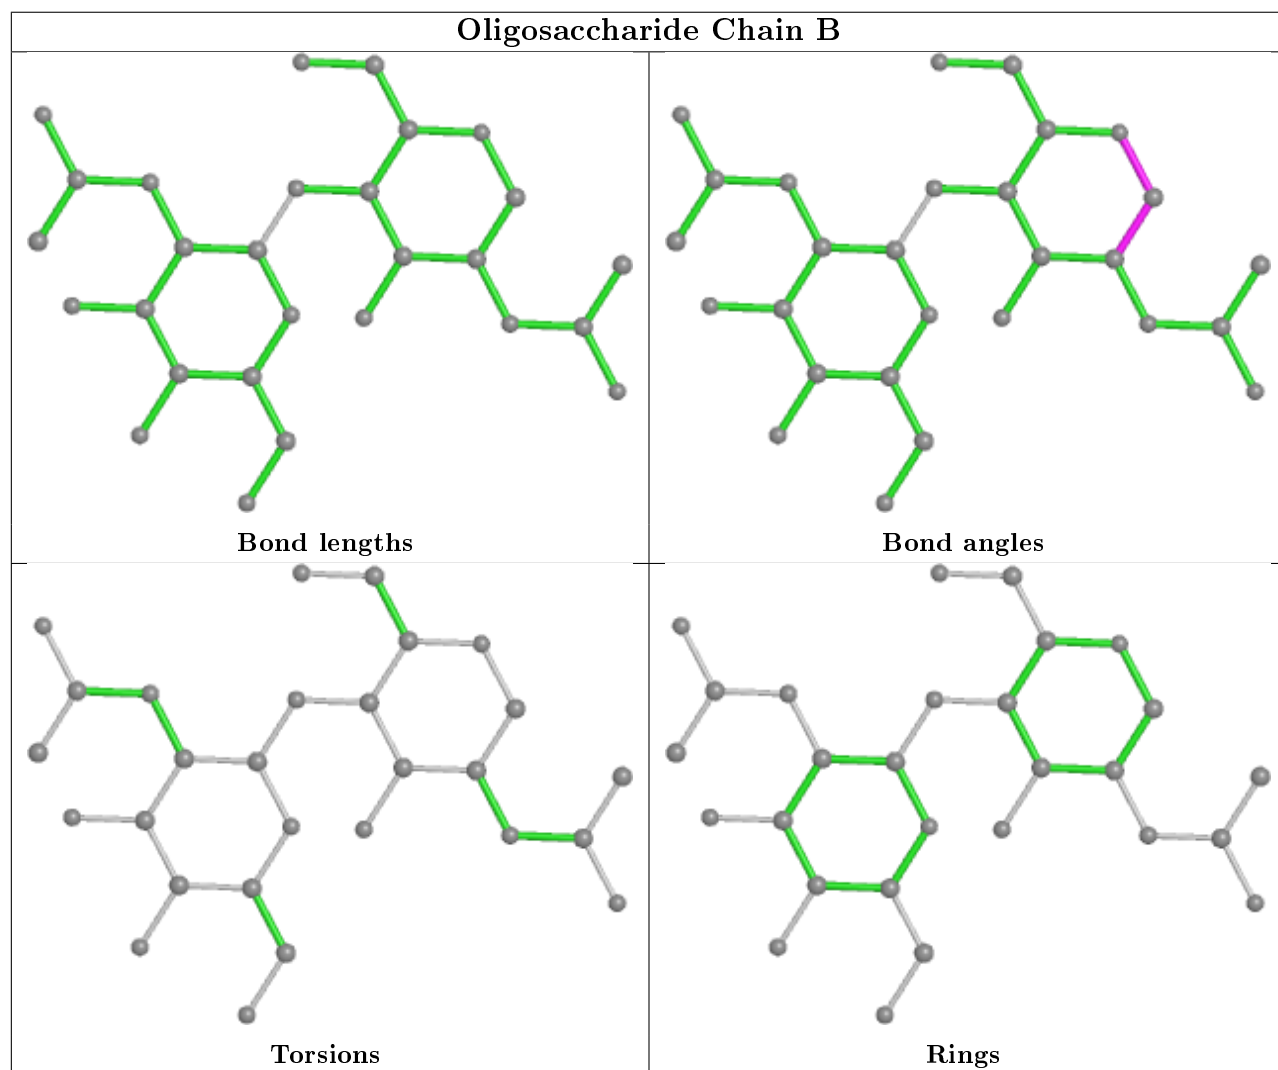 Oligosaccharide Chain B
Bond lengths
Bond angles
Torsions
Rings